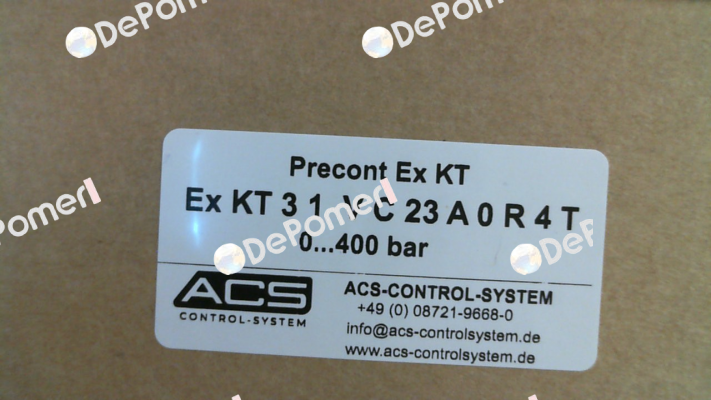 DePomerl
DePomerl
Precont Ex KT
Ex KT 3 1 V C 23 A 0 R 4 T
0...400 bar
ACS
CONTROL-SYSTEM
ACS-CONTROL-SYSTEM
+49 (0) 08721-9668-0
info@acs-controlsystem.de
www.acs-controlsystem.de
DePomerl